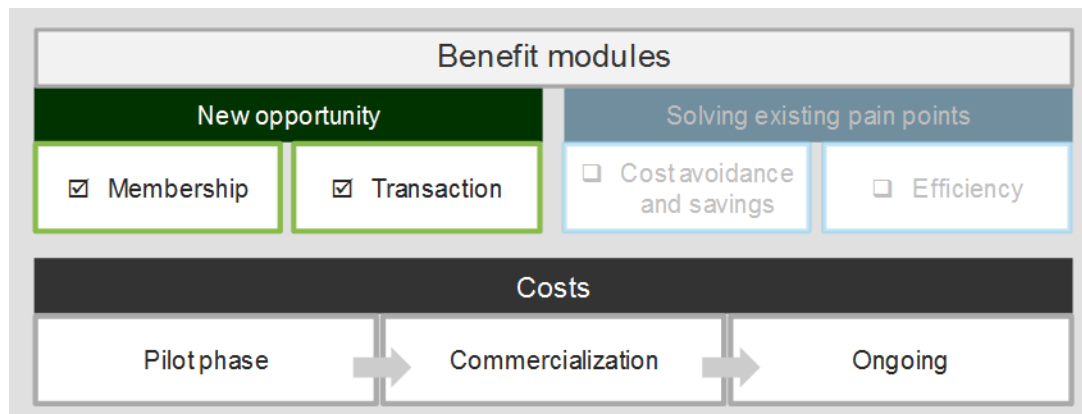 Benefit modules
New opportunity
Solving existing pain points
☑ Membership
☑ Transaction
❑ Cost avoidance
and savings
❑ Efficiency
Costs
Pilot phase
Commercialization
Ongoing